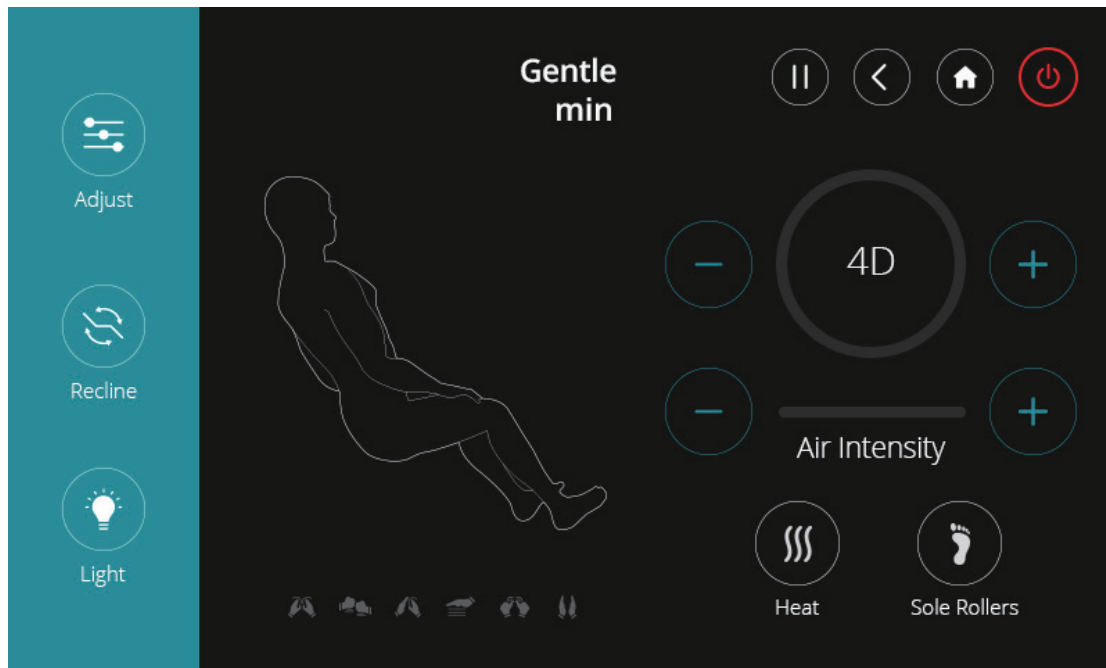 Gentle
min
Adjust
Recline
Light
4D
Air Intensity
Heat
Sole Rollers